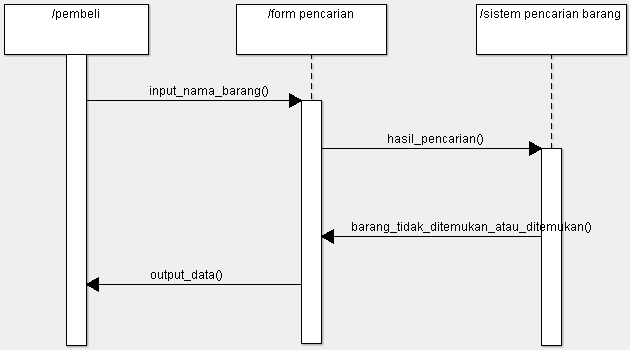 /pembeli
/form pencarian
/sistem pencarian barang
input_nama_barang()
hasil_pencarian()
barang_tidak_ditemukan_atau_ditemukan()
output_data()